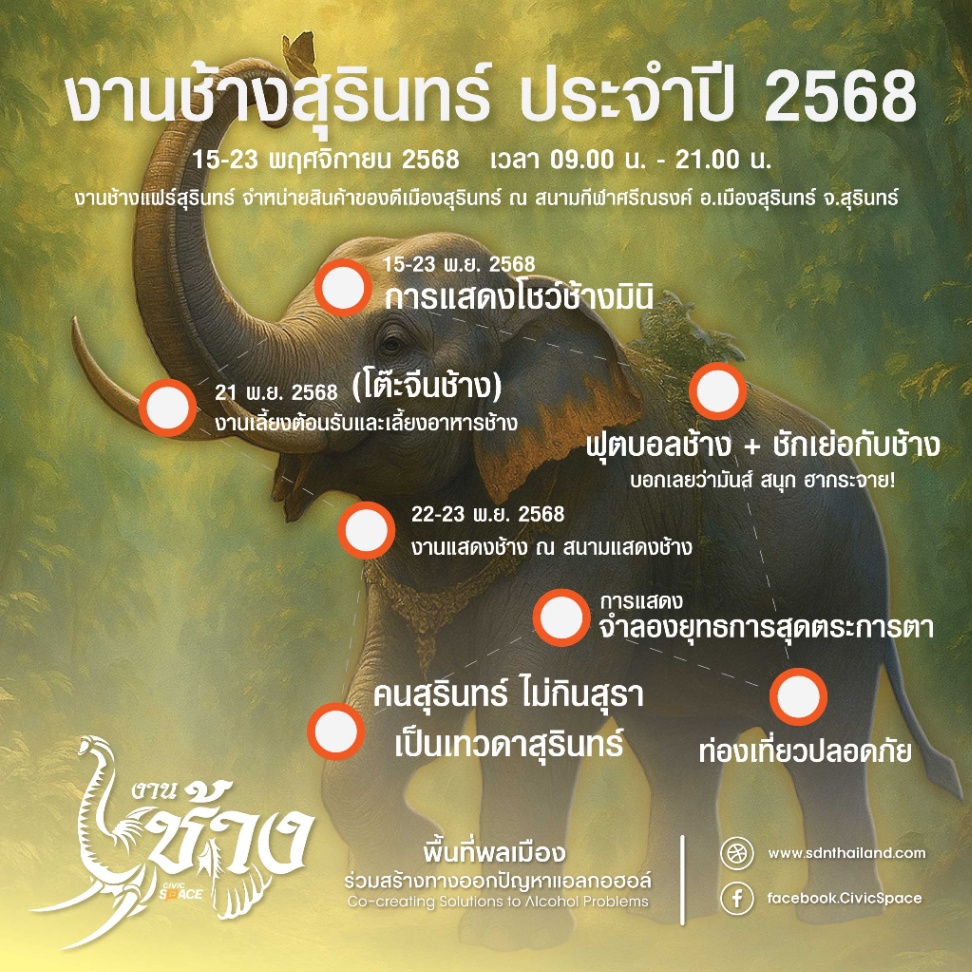 งานช้างสุรินทร์ ประจำปี 2568
15-23 พฤศจิกายน 2568 เวลา 09.00 น. - 21.00 น.
งานช้างแฟร์สุรินทร์ จำหน่ายสินค้าของดีเมืองสุรินทร์ ณ สนามกีฬาศรีณรงค์ อ.เมืองสุรินทร์ จ.สุรินทร์
15-23 พ.ย. 2568
การแสดงโชว์ช้างมินิ
21 พ.ย. 2568 (โต๊ะจีนช้าง)
งานเลี้ยงต้อนรับและเลี้ยงอาหารช้าง
ฟุตบอลช้าง + ชักเย่อกับช้าง
บอกเลยว่ามันส์ สนุก ฮากระจาย!
22-23 พ.ย. 2568
งานแสดงช้าง ณ สนามแสดงช้าง
การแสดง
จำลองยุทธการสุดตระการตา
คนสุรินทร์ ไม่กินสุรา
เป็นเทวดาสุรินทร์
ท่องเที่ยวปลอดภัย
งาน
ช้าง
CIVIC
SPACE
พื้นที่พลเมือง
ร่วมสร้างทางออกปัญหาแอลกอฮอล์
Co-creating Solutions to Alcohol Problems
www.sdnthailand.com
facebook.CivicSpace